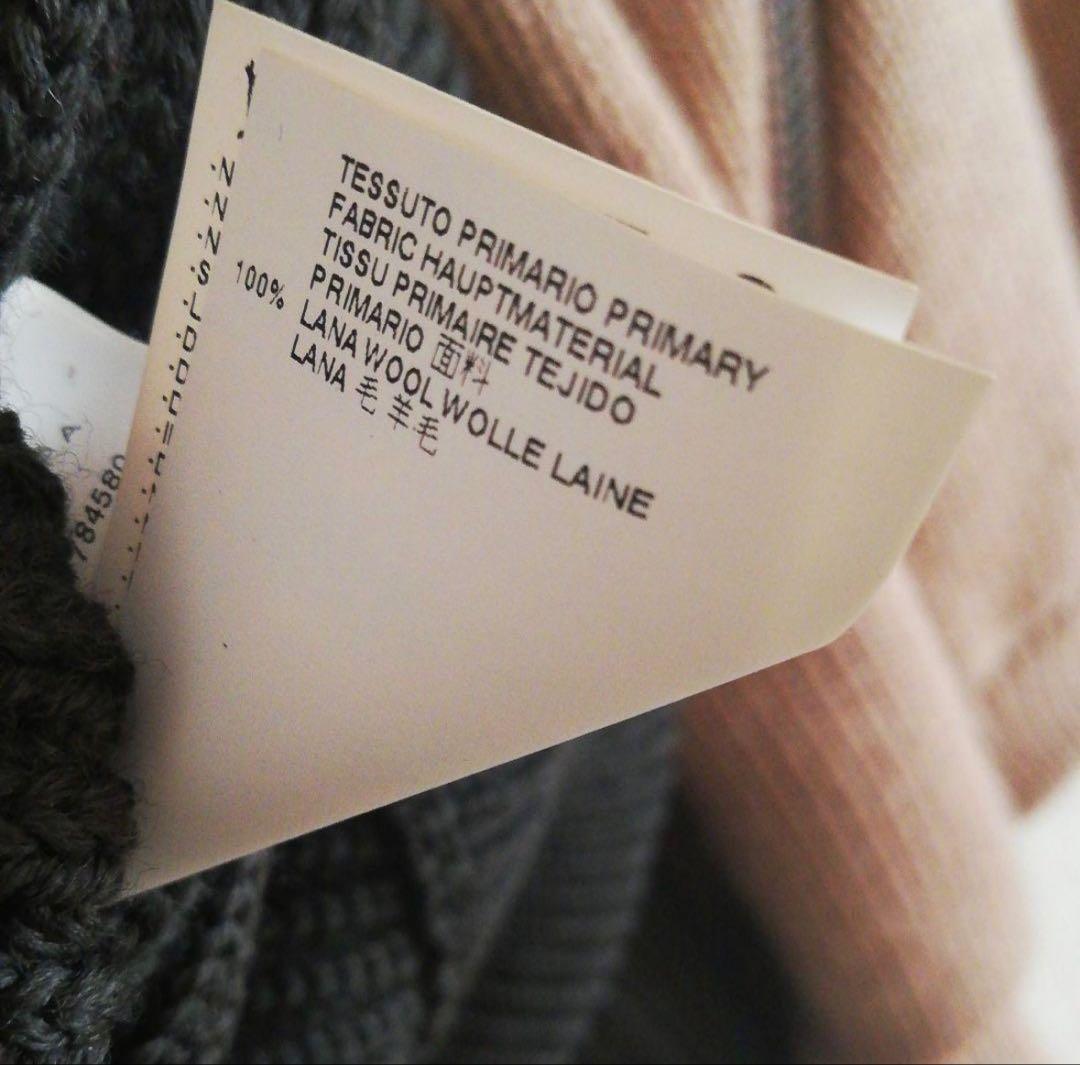 TESSUTO PRIMARIO PRIMARY
FABRIC HAUPTMATERIAL
TISSU PRIMAIRE TEJIDO
PRIMARIO 面料
100% LANA WOOL WOLLE LAINE
LANA 毛 羊毛
784580
A